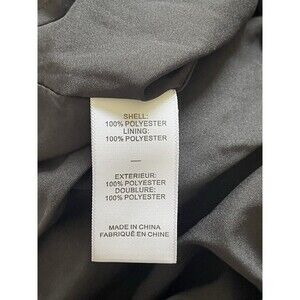 SHELL:
100% POLYESTER
LINING:
100% POLYESTER
—
EXTERIEUR:
100% POLYESTER
DOUBLURE:
100% POLYESTER
MADE IN CHINA
FABRIQUÉ EN CHINE